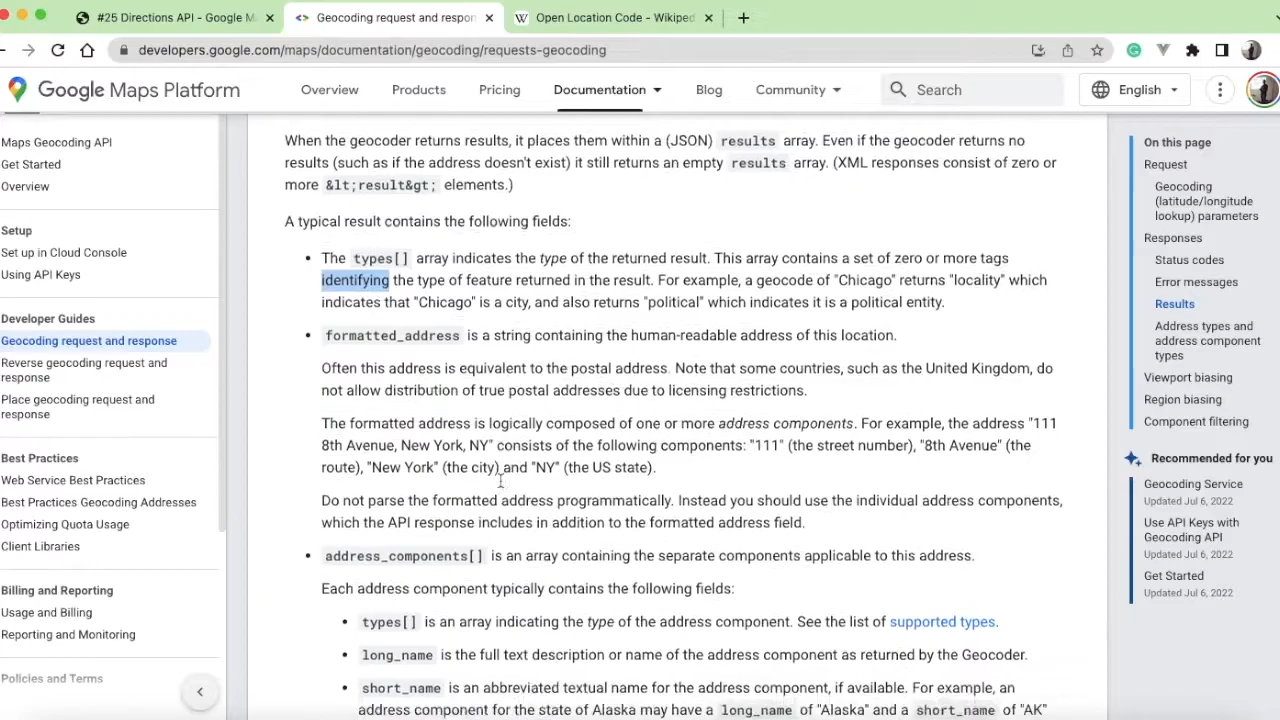 #25 Directions API - Google M
Geocoding request and respon
Open Location Code - Wikiped
developers.google.com/maps/documentation/geocoding/requests-geocoding
Google Maps Platform
Overview
Products
Pricing
Documentation
Blog
Community
Search
English
Maps Geocoding API
Get Started
Overview
Setup
Set up in Cloud Console
Using API Keys
Developer Guides
Geocoding request and response
Reverse geocoding request and
response
Place geocoding request and
response
Best Practices
Web Service Best Practices
Best Practices Geocoding Addresses
Optimizing Quota Usage
Client Libraries
Billing and Reporting
Usage and Billing
Reporting and Monitoring
Policies and Terms
When the geocoder returns results, it places them within a (JSON) results array. Even if the geocoder returns no
results (such as if the address doesn't exist) it still returns an empty results array. (XML responses consist of zero or
more &lt;result&gt; elements.)
A typical result contains the following fields:
• The types[] array indicates the type of the returned result. This array contains a set of zero or more tags
identifying the type of feature returned in the result. For example, a geocode of "Chicago" returns "locality" which
indicates that "Chicago" is a city, and also returns "political" which indicates it is a political entity.
• formatted_address is a string containing the human-readable address of this location.
Often this address is equivalent to the postal address. Note that some countries, such as the United Kingdom, do
not allow distribution of true postal addresses due to licensing restrictions.
The formatted address is logically composed of one or more address components. For example, the address "111
8th Avenue, New York, NY" consists of the following components: "111" (the street number), "8th Avenue" (the
route), "New York" (the city) and "NY" (the US state).
Do not parse the formatted address programmatically. Instead you should use the individual address components,
which the API response includes in addition to the formatted address field.
• address_components[] is an array containing the separate components applicable to this address.
Each address component typically contains the following fields:
• types[] is an array indicating the type of the address component. See the list of supported types.
• long_name is the full text description or name of the address component as returned by the Geocoder.
• short_name is an abbreviated textual name for the address component, if available. For example, an
address component for the state of Alaska may have a long_name of "Alaska" and a short_name of "AK"
On this page
Request
Geocoding
(latitude/longitude
lookup) parameters
Responses
Status codes
Error messages
Results
Address types and
address component
types
Viewport biasing
Region biasing
Component filtering
Recommended for you
Geocoding Service
Updated Jul 6, 2022
Use API Keys with
Geocoding API
Updated Jul 6, 2022
Get Started
Updated Jul 6, 2022